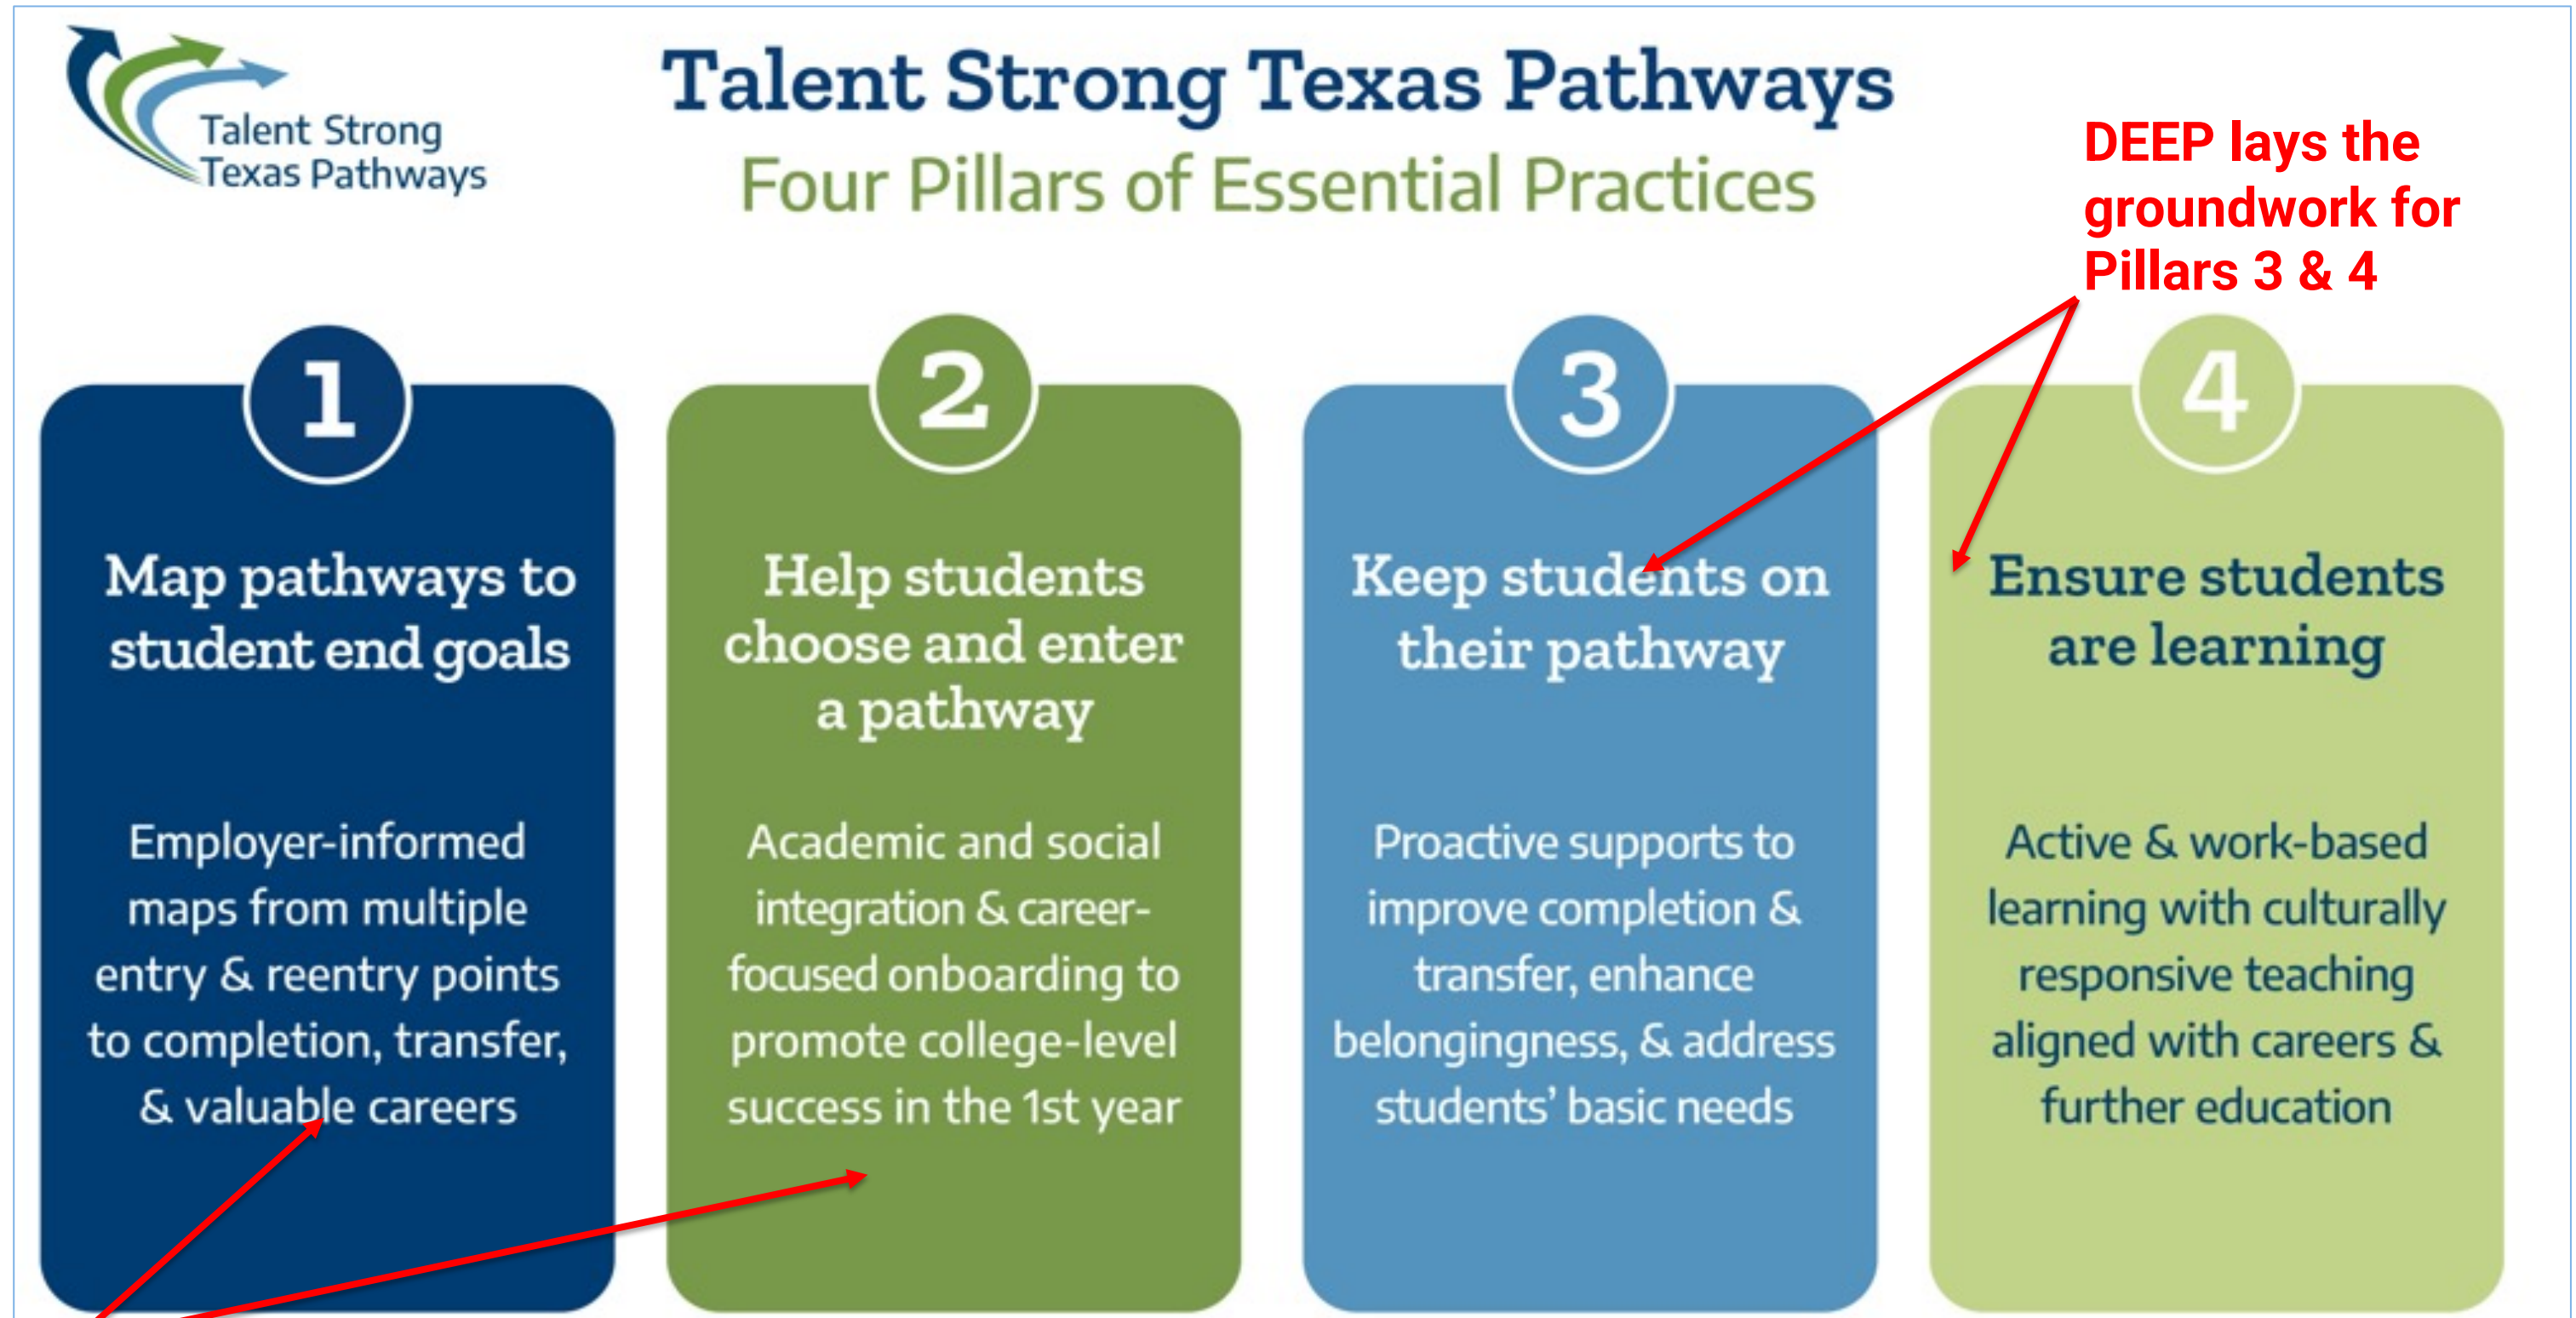 Talent Strong
Texas Pathways
Talent Strong Texas Pathways
Four Pillars of Essential Practices
DEEP lays the
groundwork for
Pillars 3 & 4
1
Map pathways to
student end goals
Employer-informed
maps from multiple
entry & reentry points
to completion, transfer,
& valuable careers
2
Help students
choose and enter
a pathway
Academic and social
integration & career-
focused onboarding to
promote college-level
success in the 1st year
3
Keep students on
their pathway
Proactive supports to
improve completion &
transfer, enhance
belongingness, & address
students’ basic needs
4
Ensure students
are learning
Active & work-based
learning with culturally
responsive teaching
aligned with careers &
further education